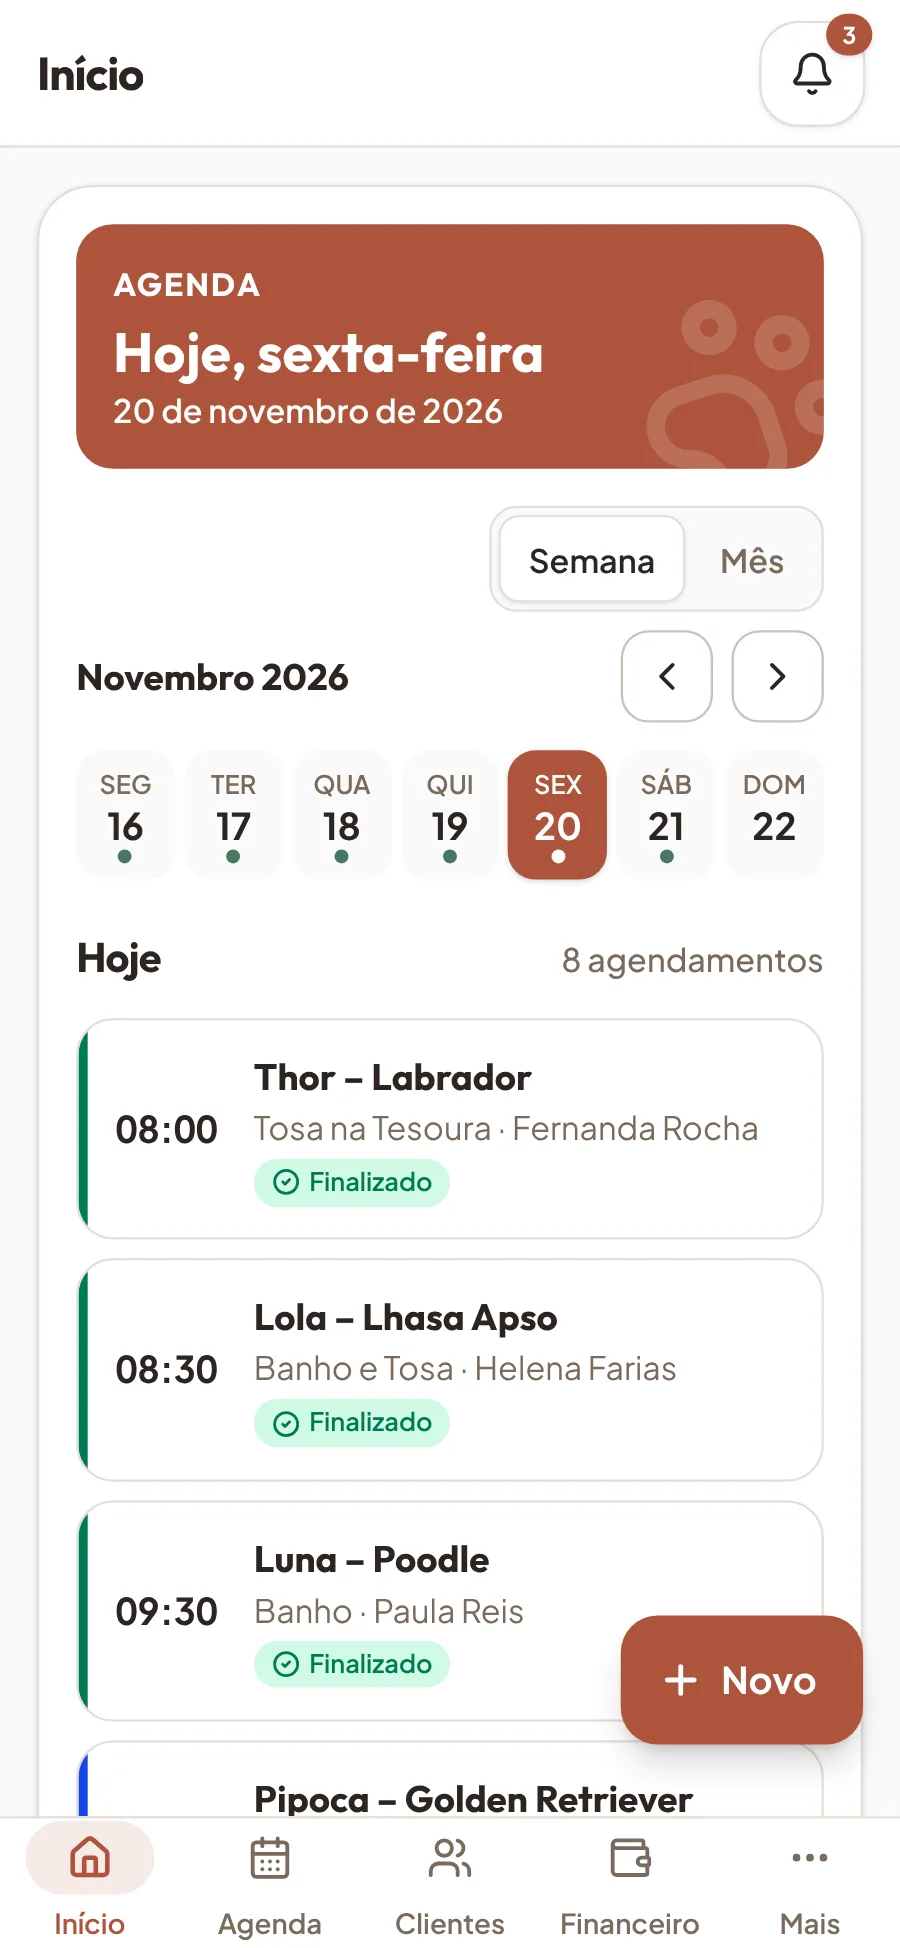 Início
3
AGENDA
Hoje, sexta-feira
20 de novembro de 2026
Semana
Mês
Novembro 2026
SEG
TER
QUA
QUI
SEX
SÁB
DOM
16
17
18
19
20
21
22
Hoje
8 agendamentos
Thor – Labrador
08:00
Tosa na Tesoura · Fernanda Rocha
Finalizado
Lola – Lhasa Apso
08:30
Banho e Tosa · Helena Farias
Finalizado
Luna – Poodle
09:30
Banho · Paula Reis
Finalizado
Novo
Pipoca – Golden Retriever
Início
Agenda
Clientes
Financeiro
Mais